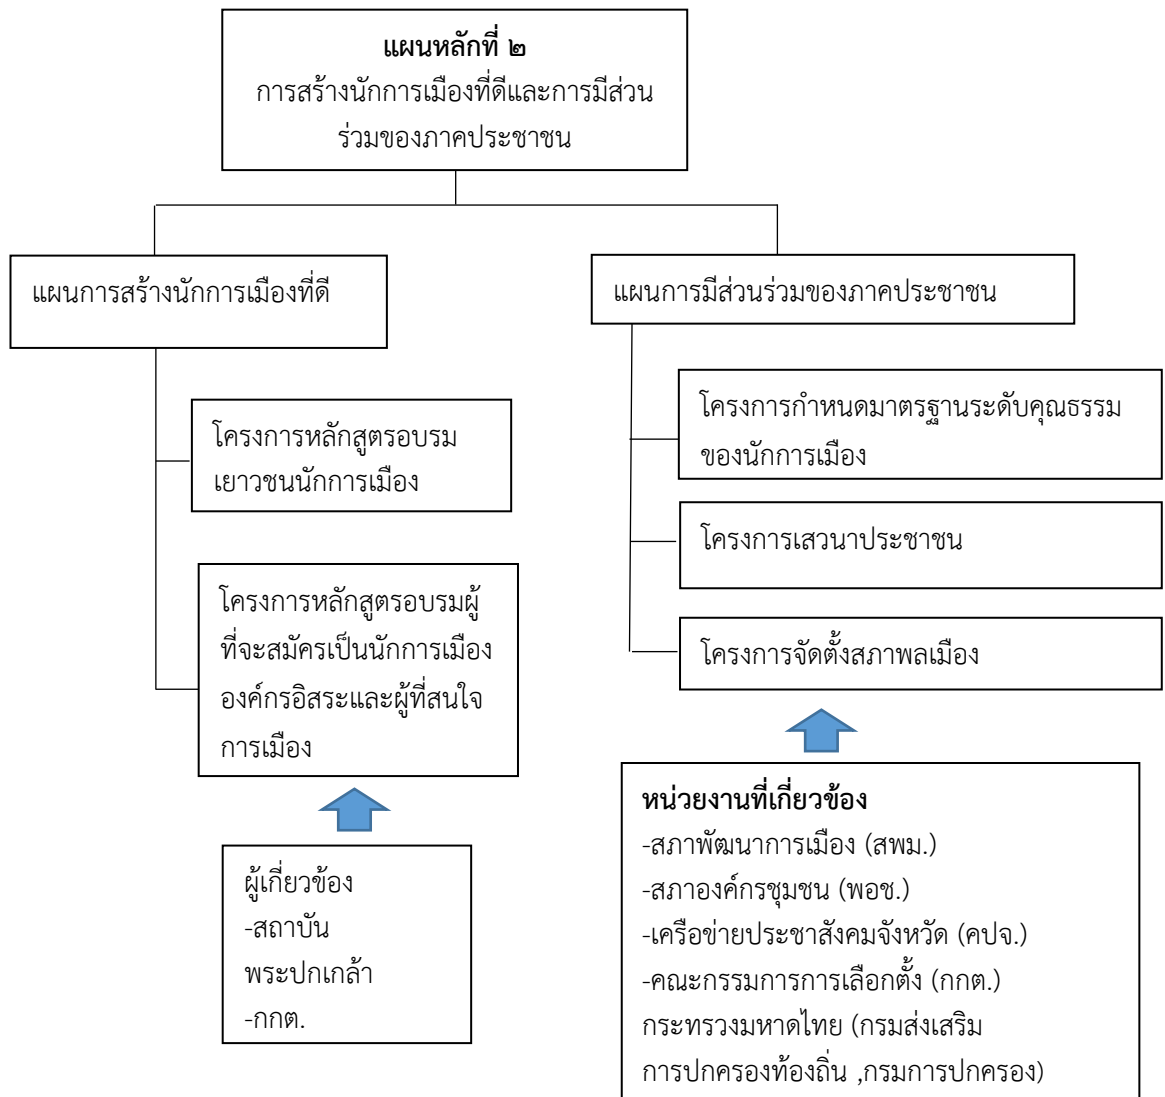 แผนหลักที่ ๒
การสร้างนักการเมืองที่ดีและการมีส่วน
ร่วมของภาคประชาชน
แผนการสร้างนักการเมืองที่ดี
โครงการหลักสูตรอบรม
เยาวชนนักการเมือง
โครงการหลักสูตรอบรมผู้
ที่จะสมัครเป็นนักการเมือง
องค์กรอิสระและผู้ที่สนใจ
การเมือง
ผู้เกี่ยวข้อง
-สถาบัน
พระปกเกล้า
-กกต.
แผนการมีส่วนร่วมของภาคประชาชน
โครงการกำหนดมาตรฐานระดับคุณธรรม
ของนักการเมือง
โครงการเสวนาประชาชน
โครงการจัดตั้งสภาพลเมือง
หน่วยงานที่เกี่ยวข้อง
-สภาพัฒนาการเมือง (สพม.)
-สภาองค์กรชุมชน (พอช.)
-เครือข่ายประชาสังคมจังหวัด (คปจ.)
-คณะกรรมการการเลือกตั้ง (กกต.)
กระทรวงมหาดไทย (กรมส่งเสริม
การปกครองท้องถิ่น ,กรมการปกครอง)